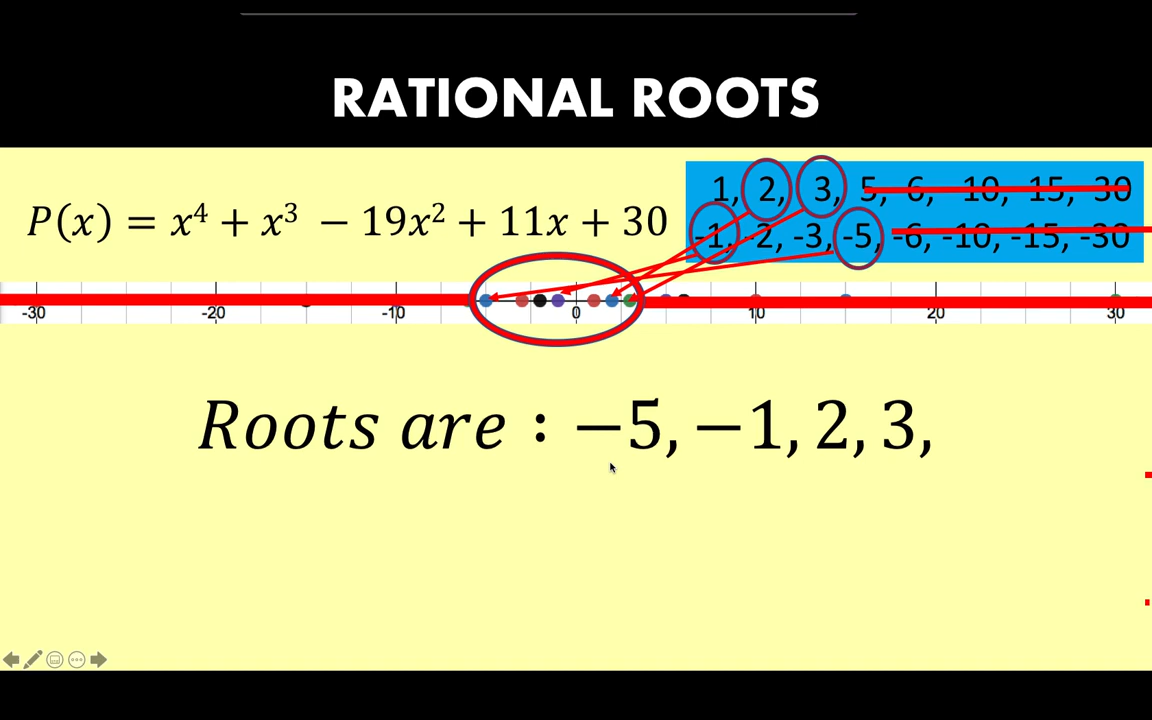 RATIONAL ROOTS
P(x) = x⁴ + x³ − 19x² + 11x + 30
1, 2, 3, 5, 6, 10, 15, 30
-1, -2, -3, -5, -6, -10, -15, -30
-30 -20 -10 0 10 20 30
Roots are : −5, −1, 2, 3,